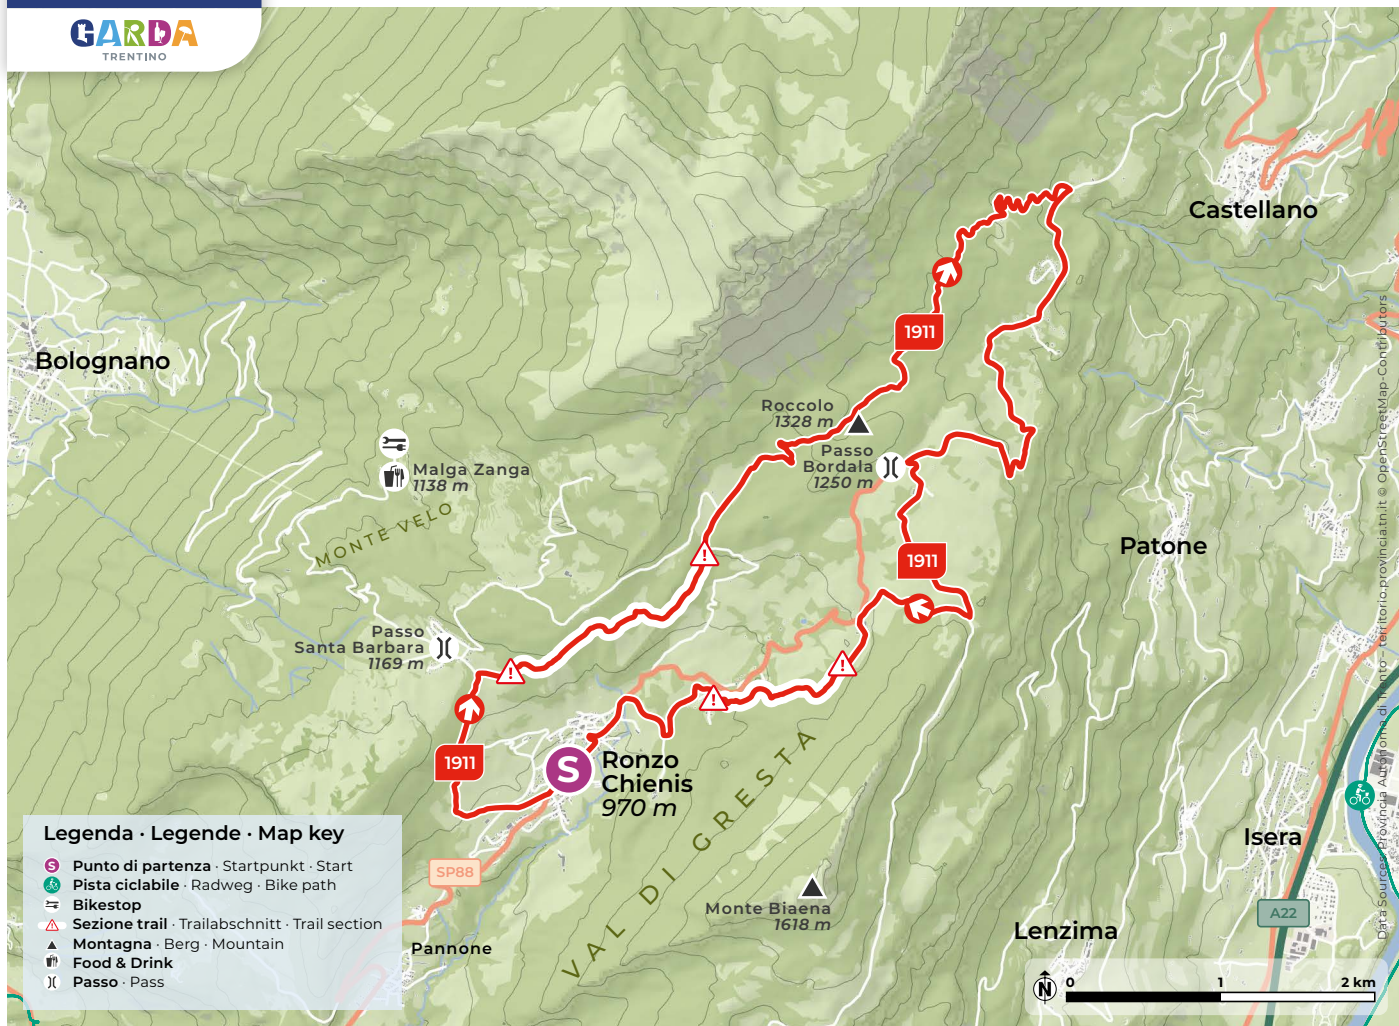 GARDA
TRENTINO
Castellano
Bolognano
1911
Roccolo
1328 m
Passo
Bordala
1250 m
Malga Zanga
1138 m
MONTE VELO
Patone
1911
Passo
Santa Barbara
1169 m
1911
S
Ronzo
Chienis
970 m
VAL DI GRESTA
Isera
Legenda · Legende · Map key
S Punto di partenza · Startpunkt · Start
Pista ciclabile · Radweg · Bike path
Bikestop
Sezione trail · Trailabschnitt · Trail section
Montagna · Berg · Mountain
Food & Drink
Passo · Pass
SP88
Pannone
Monte Biaena
1618 m
Lenzima
A22
N
0 1 2 km
Data Sources: Provincia Autonoma di Trento - territorio.provincia.tn.it © OpenStreetMap-Contributors